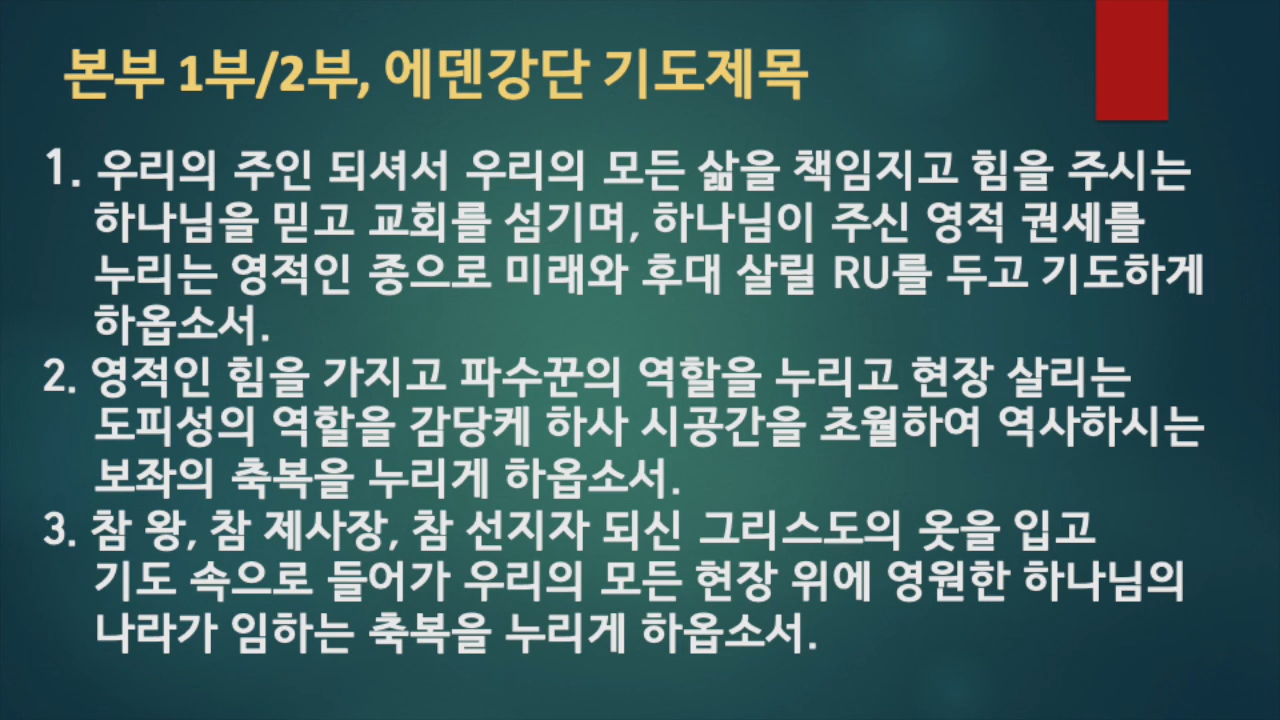 본부 1부/2부, 에덴강단 기도제목
1. 우리의 주인 되셔서 우리의 모든 삶을 책임지고 힘을 주시는
하나님을 믿고 교회를 섬기며, 하나님이 주신 영적 권세를
누리는 영적인 종으로 미래와 후대 살릴 RU를 두고 기도하게
하옵소서.
2. 영적인 힘을 가지고 파수꾼의 역할을 누리고 현장 살리는
도피성의 역할을 감당케 하사 시공간을 초월하여 역사하시는
보좌의 축복을 누리게 하옵소서.
3. 참 왕, 참 제사장, 참 선지자 되신 그리스도의 옷을 입고
기도 속으로 들어가 우리의 모든 현장 위에 영원한 하나님의
나라가 임하는 축복을 누리게 하옵소서.